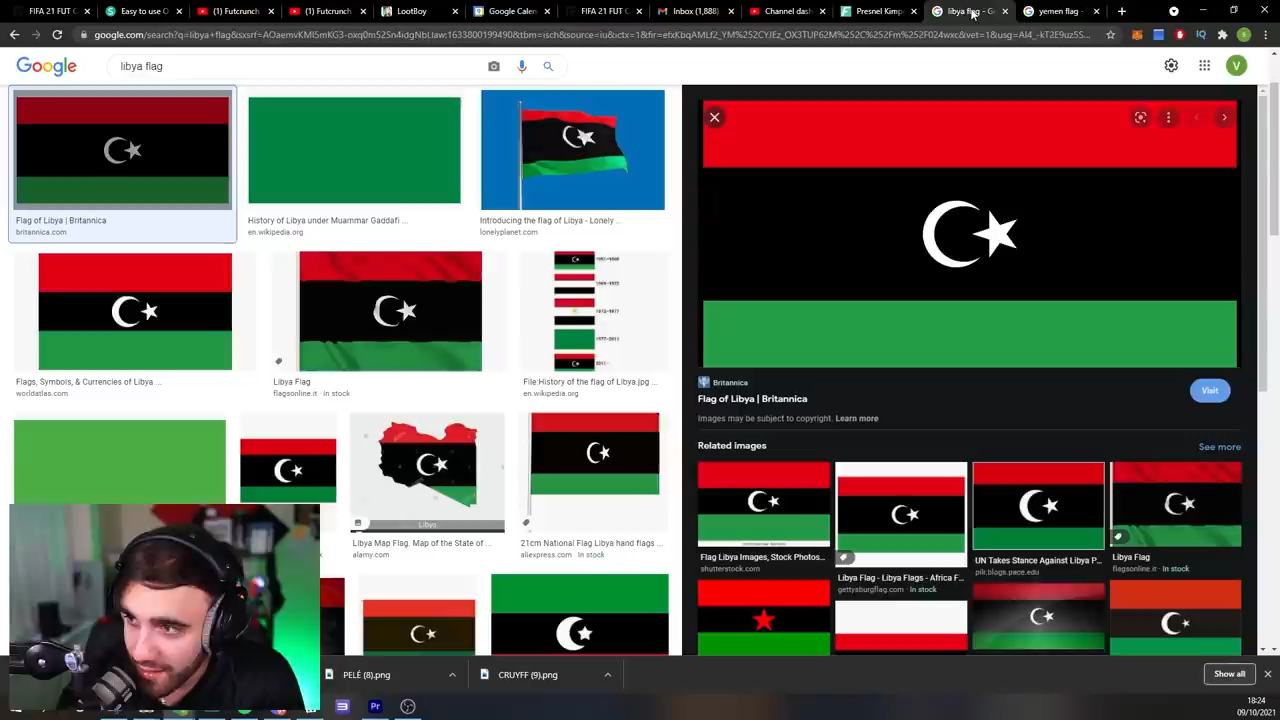 FIFA 21 FUT C
Easy to use O
(1) Futcrunch
(1) Futcrunch
LootBoy
Google Calen
FIFA 21 FUT C
Inbox (1,888)
Channel dash
Presnel Kimp
libya flag - G
yemen flag -
Google
libya flag
V
Flag of Libya | Britannica
britannica.com
History of Libya under Muammar Gaddafi ...
en.wikipedia.org
Introducing the flag of Libya - Lonely ...
lonelyplanet.com
Flags, Symbols, & Currencies of Libya ...
worldatlas.com
Libya Flag
flagsonline.it · In stock
File:History of the flag of Libya.jpg ...
en.wikipedia.org
Libya
Libya Map Flag. Map of the State of ...
alamy.com
21cm National Flag Libya hand flags ...
aliexpress.com · In stock
Britannica
Visit
Flag of Libya | Britannica
Images may be subject to copyright. Learn more
Related images
See more
Flag Libya Images, Stock Photos...
shutterstock.com
Libya Flag - Libya Flags - Africa F...
gettysburgflag.com · In stock
UN Takes Stance Against Libya P...
pilr.blogs.pace.edu
Libya Flag
flagsonline.it · In stock
PELÉ (8).png
CRUYFF (9).png
Show all
Pr
18:24
09/10/2021